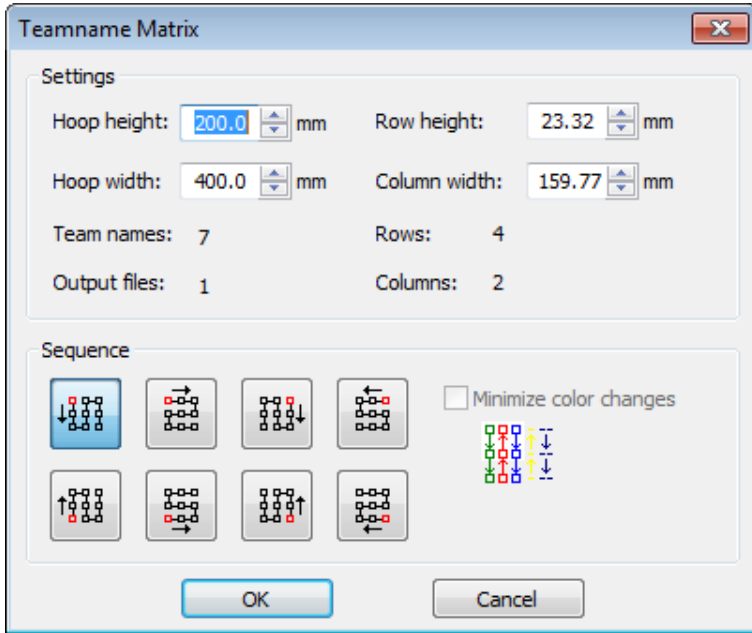 Teamname Matrix
Settings
Hoop height: 200.0 mm Row height: 23.32 mm
Hoop width: 400.0 mm Column width: 159.77 mm
Team names: 7 Rows: 4
Output files: 1 Columns: 2
Sequence
Minimize color changes
OK Cancel